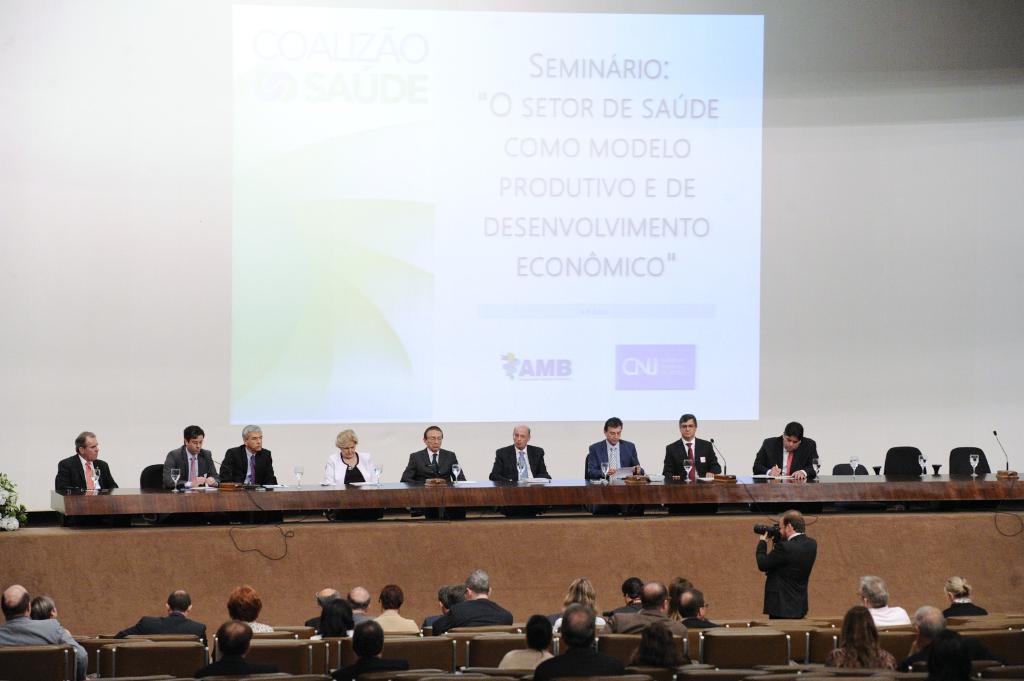 COALIZÃO
SAÚDE
SEMINÁRIO:
"O SETOR DE SAÚDE
COMO MODELO
PRODUTIVO E DE
DESENVOLVIMENTO
ECONÔMICO"
AMB
CNJ